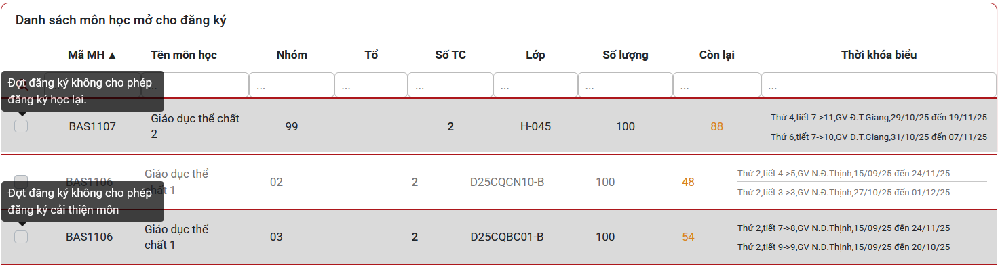 Danh sách môn học mở cho đăng ký
Mã MH ▲ Tên môn học Nhóm Tổ Số TC Lớp Số lượng Còn lại Thời khóa biểu
Đợt đăng ký không cho phép
đăng ký học lại.
... ... ... ... ... ... ... ...
BAS1107 Giáo dục thể chất 99 2 H-045 100 88 Thứ 4,tiết 7->11,GV Đ.T.Giang,29/10/25 đến 19/11/25
2 Thứ 6,tiết 7->10,GV Đ.T.Giang,31/10/25 đến 07/11/25
BAS1106 Giáo dục thể 02 2 D25CQCN10-B 100 48 Thứ 2,tiết 4->5,GV N.Đ.Thịnh,15/09/25 đến 24/11/25
chất 1 Thứ 2,tiết 3->3,GV N.Đ.Thịnh,27/10/25 đến 01/12/25
Đợt đăng ký không cho phép
đăng ký cải thiện môn
BAS1106 Giáo dục thể 03 2 D25CQBC01-B 100 54 Thứ 2,tiết 7->8,GV N.Đ.Thịnh,15/09/25 đến 24/11/25
chất 1 Thứ 2,tiết 9->9,GV N.Đ.Thịnh,15/09/25 đến 20/10/25